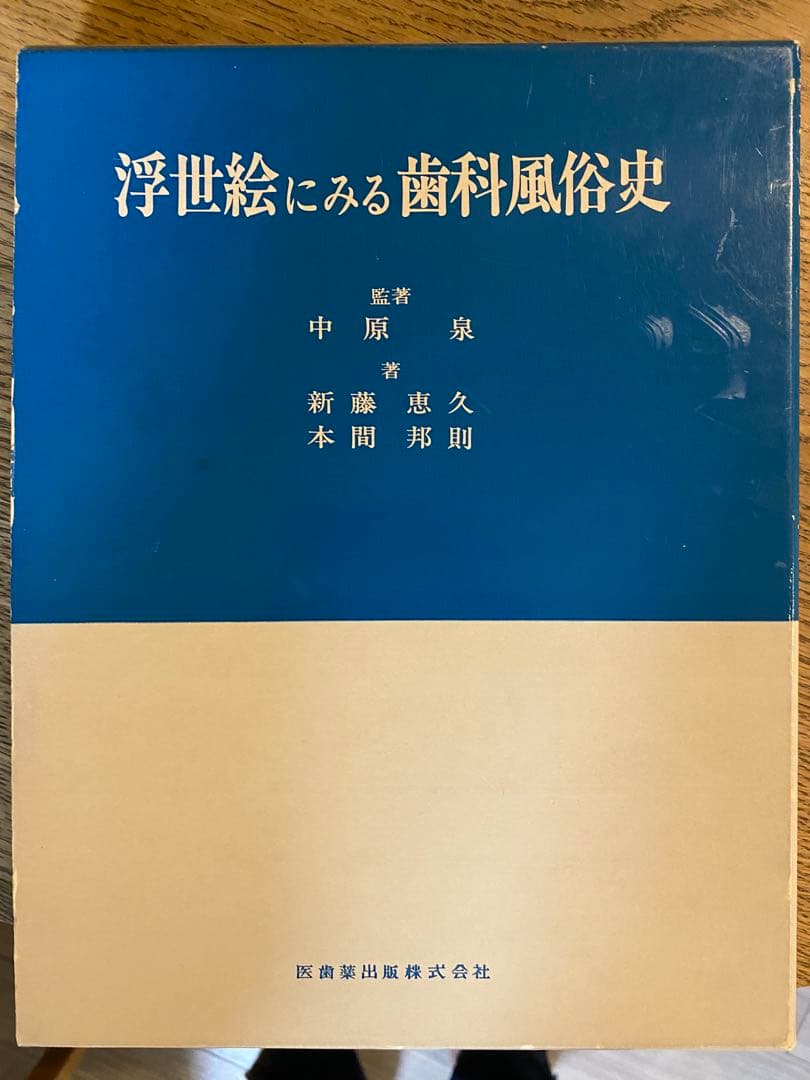 浮世絵にみる歯科風俗史
監著
中原 泉
著
新藤恵久
本間邦則
医歯薬出版株式会社